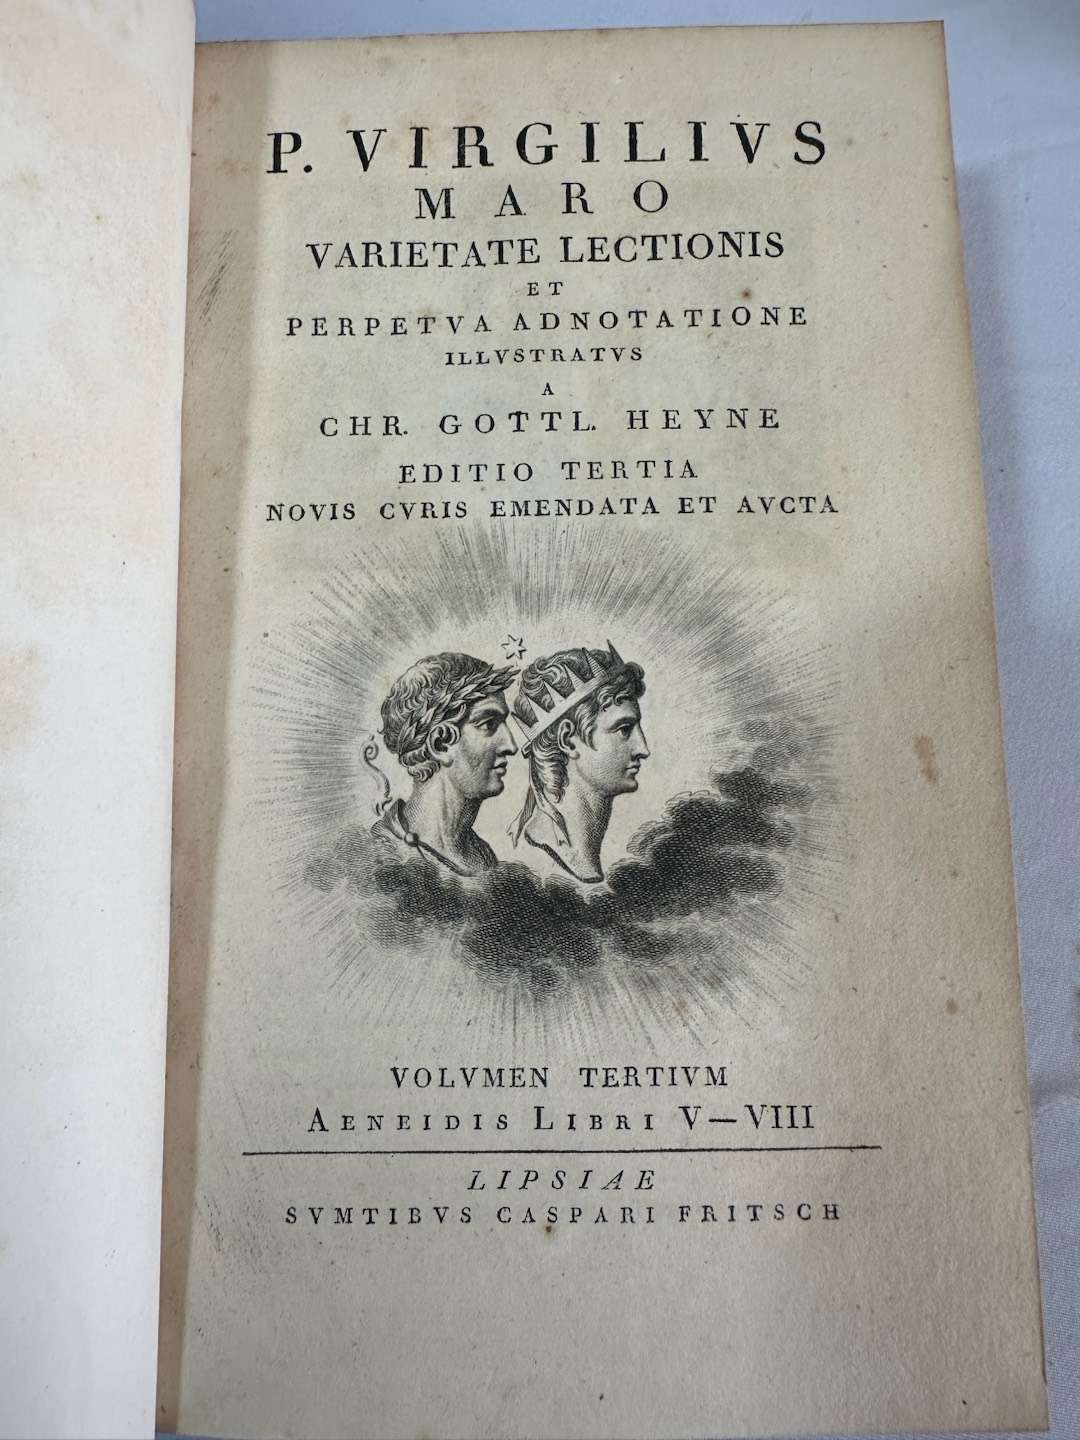 P. VIRGILIVS
MARO
VARIETATE LECTIONIS
ET
PERPETVA ADNOTATIONE
ILLVSTRATVS
A
CHR. GOTTL. HEYNE
EDITIO TERTIA
NOVIS CVRIS EMENDATA ET AVCTA
VOLVMEN TERTIVM
AENEIDIS LIBRI V—VIII
LIPSIAE
SVMTIBVS CASPARI FRITSCH